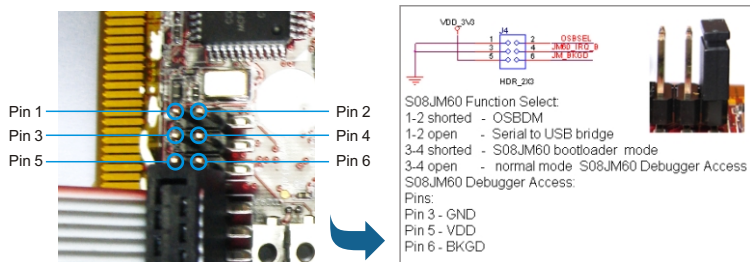 Pin 1
Pin 2
Pin 3
Pin 4
Pin 5
Pin 6
VDD_3V3
J4
1 2 OSBSEL
3 4 JM60_IRQ_B
5 6 JM_BKGD
HDR_2X3
S08JM60 Function Select:
1-2 shorted - OSBDM
1-2 open - Serial to USB bridge
3-4 shorted - S08JM60 bootloader mode
3-4 open - normal mode S08JM60 Debugger Access
S08JM60 Debugger Access:
Pins:
Pin 3 - GND
Pin 5 - VDD
Pin 6 - BKGD